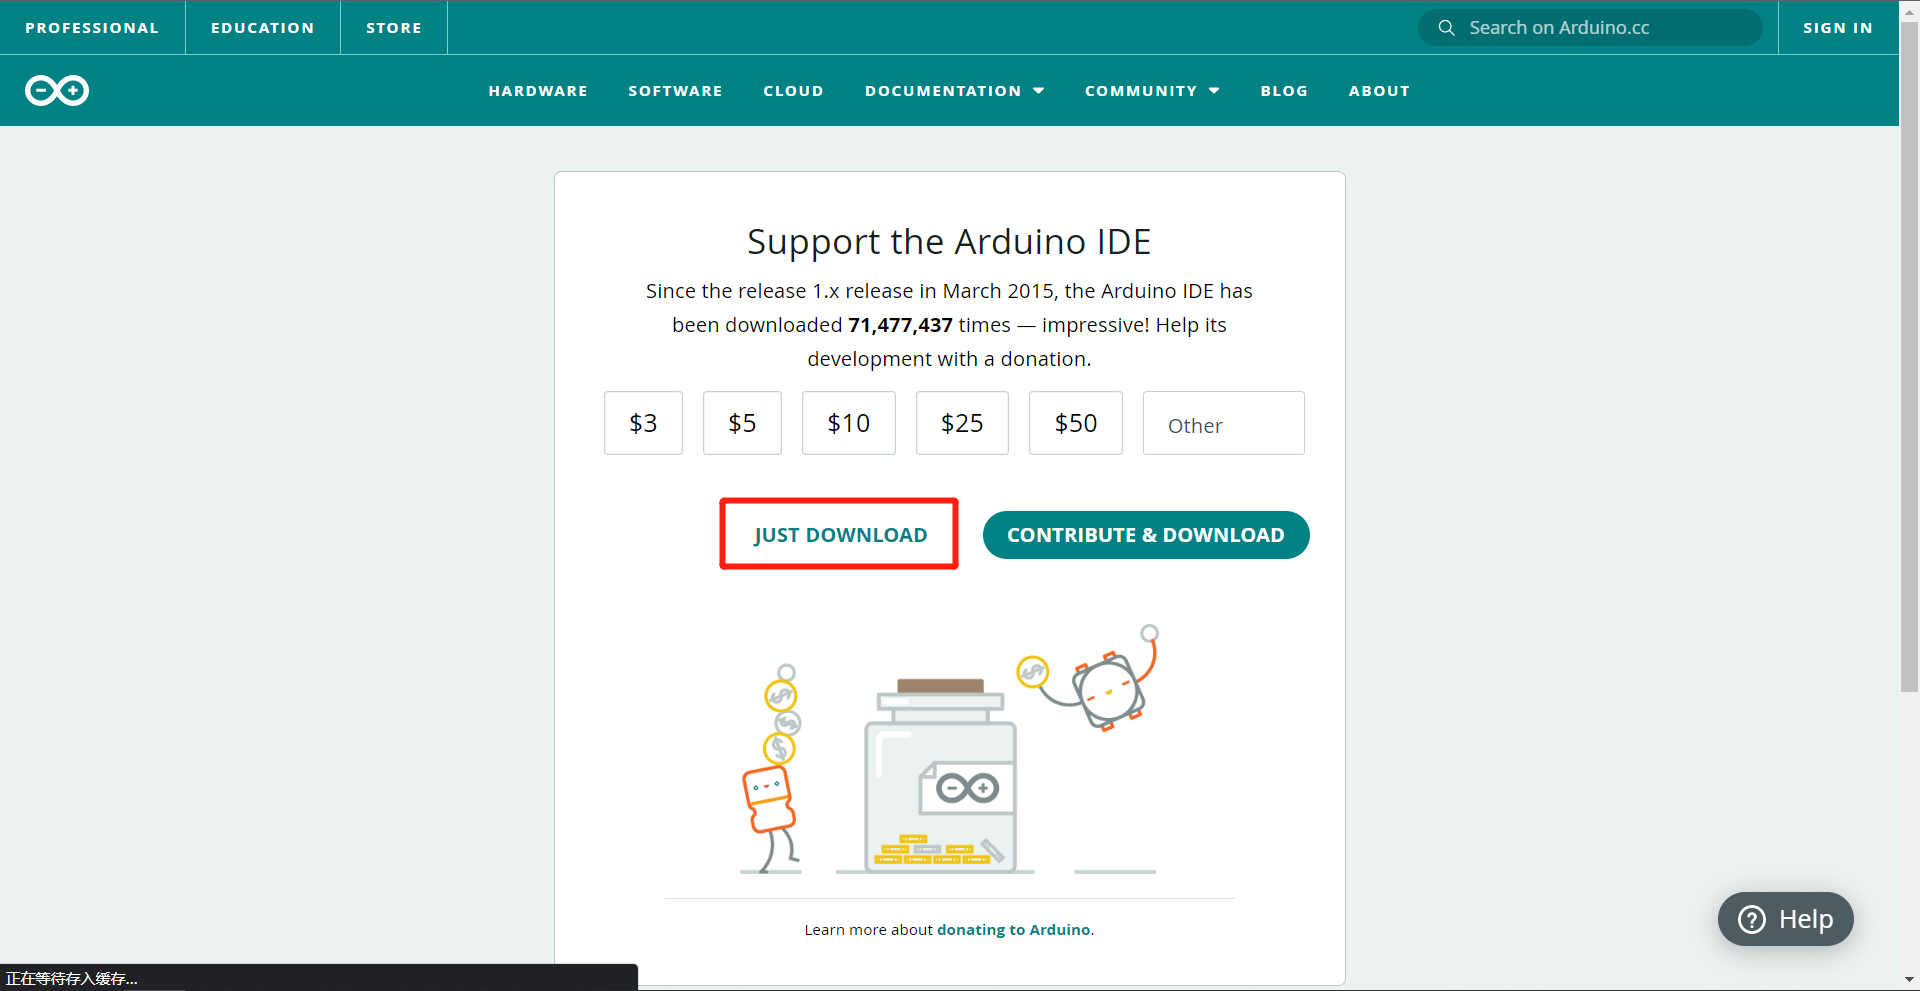 PROFESSIONAL EDUCATION STORE Search on Arduino.cc SIGN IN
HARDWARE SOFTWARE CLOUD DOCUMENTATION COMMUNITY BLOG ABOUT
Support the Arduino IDE
Since the release 1.x release in March 2015, the Arduino IDE has
been downloaded 71,477,437 times — impressive! Help its
development with a donation.
$3 $5 $10 $25 $50 Other
JUST DOWNLOAD CONTRIBUTE & DOWNLOAD
Learn more about donating to Arduino.
Help
正在等待存入缓存...